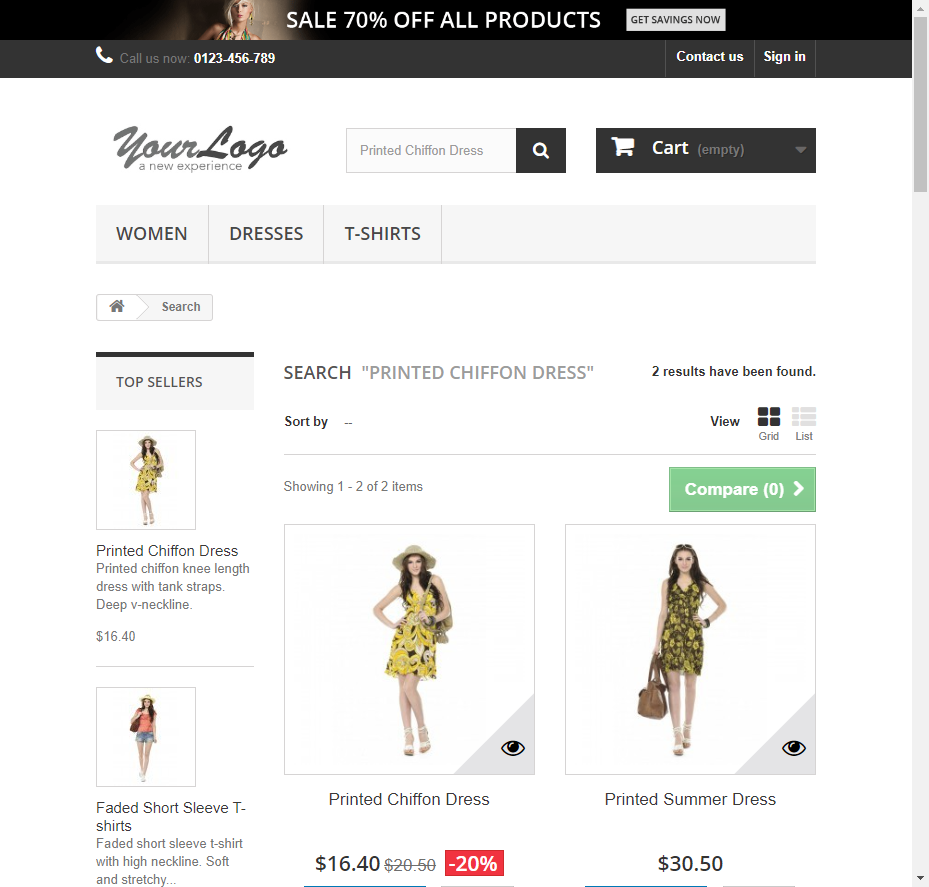 SALE 70% OFF ALL PRODUCTS GET SAVINGS NOW
Call us now: 0123-456-789 Contact us Sign in
YourLogo
a new experience
Printed Chiffon Dress
Cart (empty)
WOMEN DRESSES T-SHIRTS
Search
TOP SELLERS
Printed Chiffon Dress
Printed chiffon knee length
dress with tank straps.
Deep v-neckline.
$16.40
Faded Short Sleeve T-
shirts
Faded short sleeve t-shirt
with high neckline. Soft
and stretchy...
SEARCH "PRINTED CHIFFON DRESS" 2 results have been found.
Sort by -- View Grid List
Showing 1 - 2 of 2 items Compare (0)
Printed Chiffon Dress
$16.40 $20.50 -20%
Printed Summer Dress
$30.50